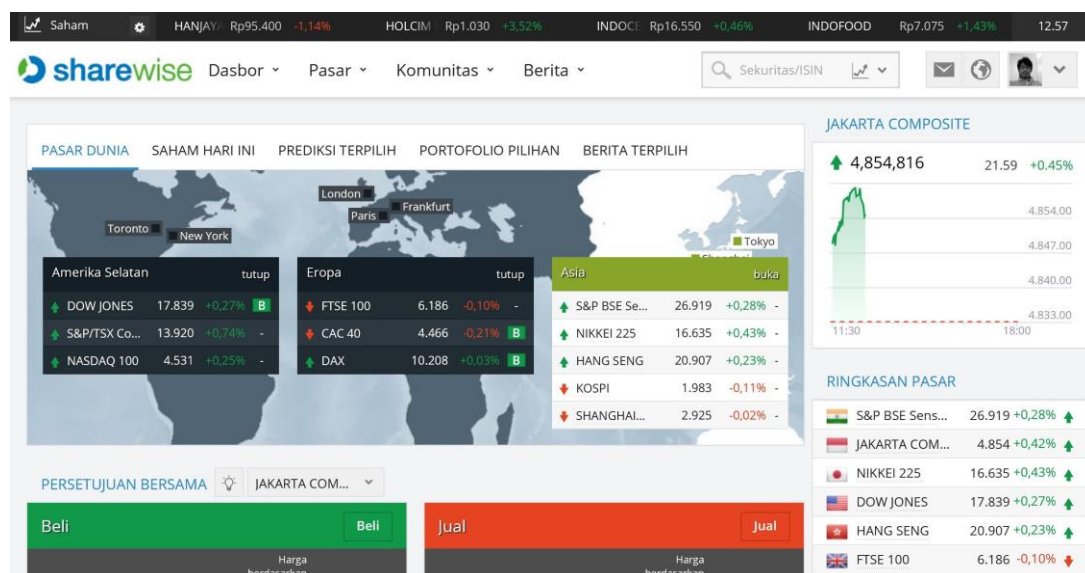 Saham HANJAYA Rp95.400 -1,14% HOLCIM Rp1.030 +3,52% INDOCE Rp16.550 +0,46% INDOFOOD Rp7.075 +1,43% 12.57
sharewise Dasbor Pasar Komunitas Berita Sekuritas/ISIN
PASAR DUNIA SAHAM HARI INI PREDIKSI TERPILIH PORTOFOLIO PILIHAN BERITA TERPILIH
London
Frankfurt
Paris
Toronto
New York
Tokyo
Amerika Selatan tutup
DOW JONES 17.839 +0,27% B
S&P/TSX Co... 13.920 +0,74% -
NASDAQ 100 4.531 +0,25% -
Eropa tutup
FTSE 100 6.186 -0,10% -
CAC 40 4.466 -0,21% B
DAX 10.208 +0,03% B
Asia buka
S&P BSE Se... 26.919 +0,28% -
NIKKEI 225 16.635 +0,43% -
HANG SENG 20.907 +0,23% -
KOSPI 1.983 -0,11% -
SHANGHAI... 2.925 -0,02% -
PERSETUJUAN BERSAMA JAKARTA COM...
Beli Beli
Harga
berdasarkan
Jual Jual
Harga
berdasarkan
JAKARTA COMPOSITE
4,854,816 21.59 +0.45%
4.854.00
4.847.00
4.840.00
4.833.00
11:30 18:00
RINGKASAN PASAR
S&P BSE Sens... 26.919 +0,28%
JAKARTA COM... 4.854 +0,42%
NIKKEI 225 16.635 +0,43%
DOW JONES 17.839 +0,27%
HANG SENG 20.907 +0,23%
FTSE 100 6.186 -0,10%